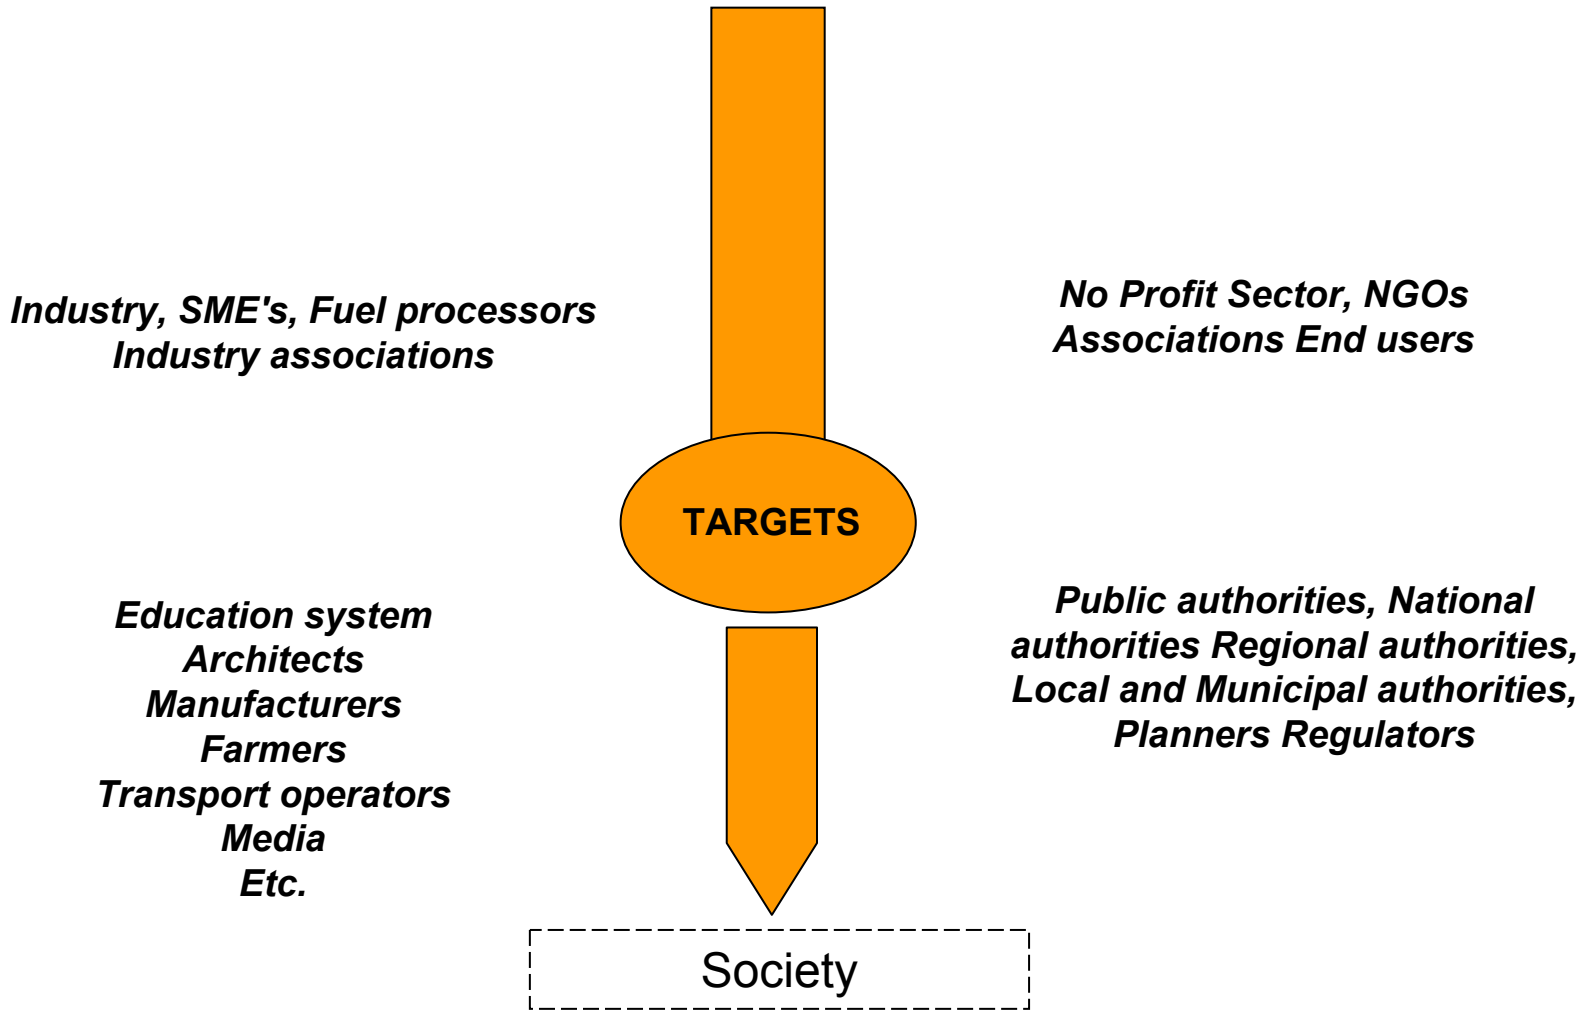 Industry, SME's, Fuel processors
Industry associations
No Profit Sector, NGOs
Associations End users
TARGETS
Education system
Architects
Manufacturers
Farmers
Transport operators
Media
Etc.
Public authorities, National
authorities Regional authorities,
Local and Municipal authorities,
Planners Regulators
Society